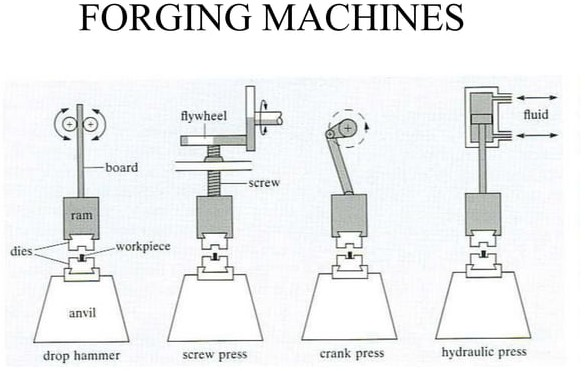 FORGING MACHINES
flywheel
fluid
board
screw
ram
dies
workpiece
anvil
drop hammer
screw press
crank press
hydraulic press